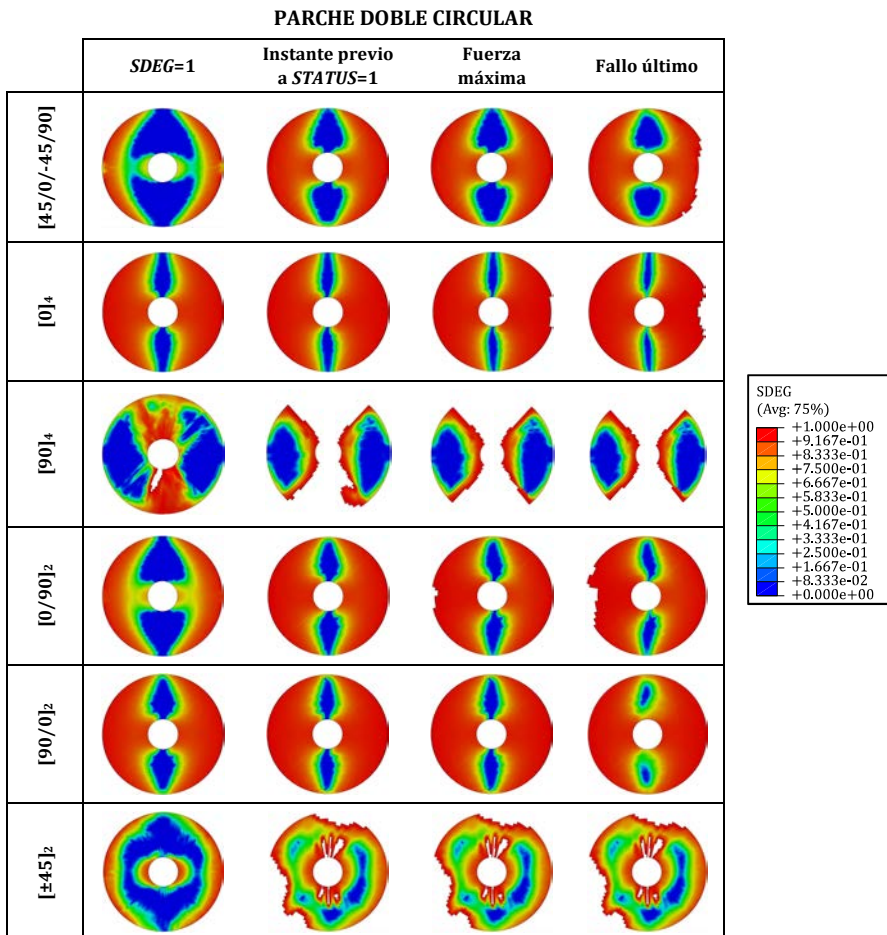 PARCHE DOBLE CIRCULAR
SDEG=1
Instante previo
a STATUS=1
Fuerza
máxima
Fallo último
[45/0/-45/90]
[0]₄
[90]₄
[0/90]₂
[90/0]₂
[±45]₂
SDEG
(Avg: 75%)
+1.000e+00
+9.167e-01
+8.333e-01
+7.500e-01
+6.667e-01
+5.833e-01
+5.000e-01
+4.167e-01
+3.333e-01
+2.500e-01
+1.667e-01
+8.333e-02
+0.000e+00